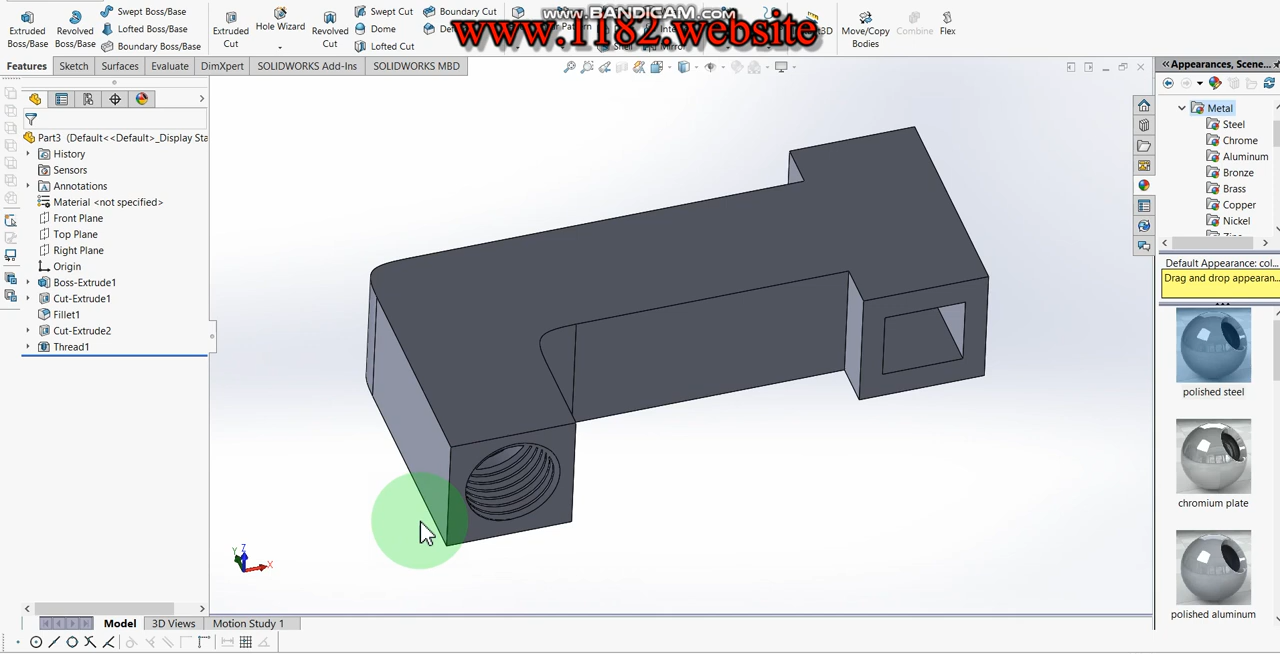 www.BANDICAM.com
www.1182.website
Extruded Boss/Base
Revolved Boss/Base
Swept Boss/Base
Lofted Boss/Base
Boundary Boss/Base
Extruded Cut
Hole Wizard
Revolved Cut
Swept Cut
Dome
Lofted Cut
Boundary Cut
Move/Copy Bodies
Combine
Flex
Features
Sketch
Surfaces
Evaluate
DimXpert
SOLIDWORKS Add-Ins
SOLIDWORKS MBD
Part3 (Default<<Default>_Display Sta
History
Sensors
Annotations
Material <not specified>
Front Plane
Top Plane
Right Plane
Origin
Boss-Extrude1
Cut-Extrude1
Fillet1
Cut-Extrude2
Thread1
Y
Z
X
Appearances, Scene...
Metal
Steel
Chrome
Aluminum
Bronze
Brass
Copper
Nickel
Default Appearance: col...
Drag and drop appearan...
polished steel
chromium plate
polished aluminum
Model
3D Views
Motion Study 1